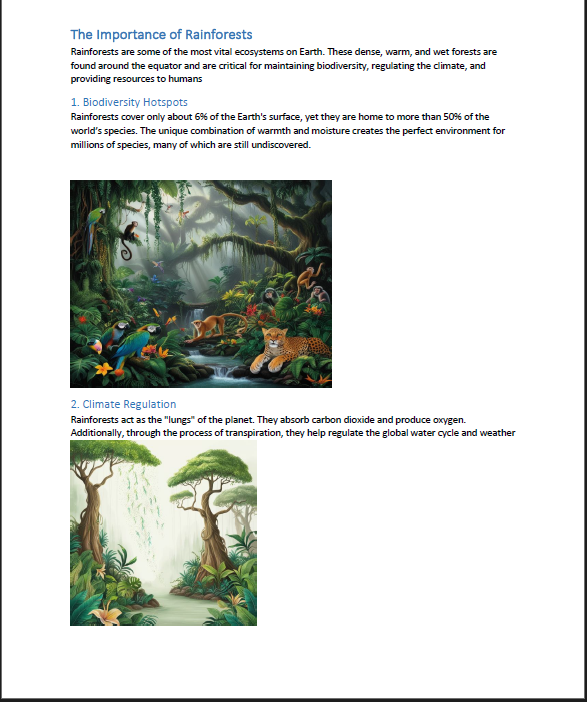 The Importance of Rainforests
Rainforests are some of the most vital ecosystems on Earth. These dense, warm, and wet forests are
found around the equator and are critical for maintaining biodiversity, regulating the climate, and
providing resources to humans
1. Biodiversity Hotspots
Rainforests cover only about 6% of the Earth's surface, yet they are home to more than 50% of the
world's species. The unique combination of warmth and moisture creates the perfect environment for
millions of species, many of which are still undiscovered.
2. Climate Regulation
Rainforests act as the "lungs" of the planet. They absorb carbon dioxide and produce oxygen.
Additionally, through the process of transpiration, they help regulate the global water cycle and weather